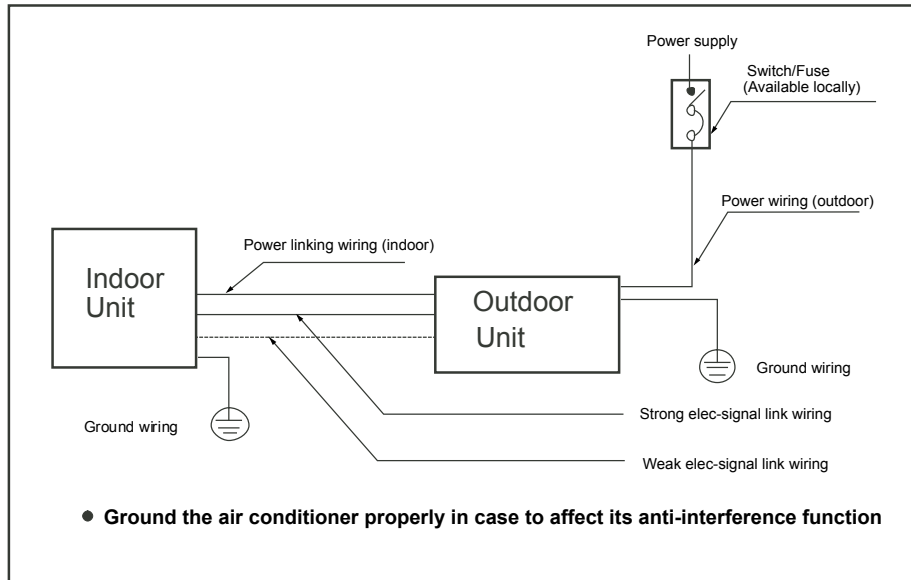 Power supply
Switch/Fuse
(Available locally)
Power wiring (outdoor)
Power linking wiring (indoor)
Indoor
Unit
Outdoor
Unit
Ground wiring
Ground wiring
Strong elec-signal link wiring
Weak elec-signal link wiring
● Ground the air conditioner properly in case to affect its anti-interference function